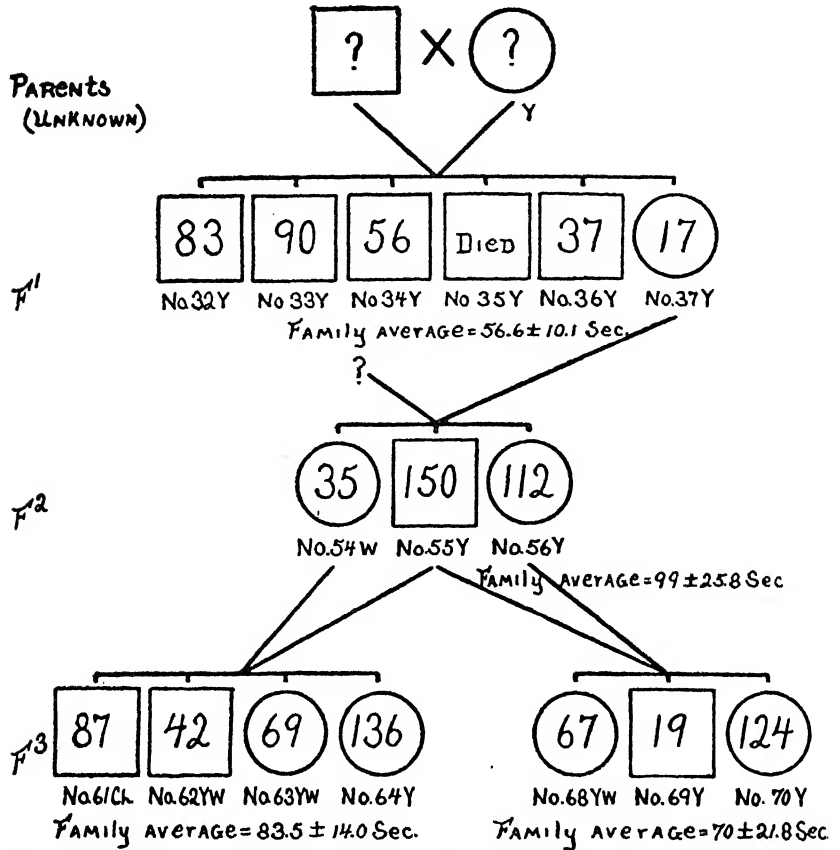 ? X ?
PARENTS
(UNKNOWN)
Y
83 90 56 DIED 37 17
F¹
No.32Y No 33Y No 34Y No 35Y No.36Y No.37Y
FAMILY AVERAGE=56.6±10.1 Sec.
?
35 150 112
F²
No.54W No.55Y No.56Y
FAMILY AVERAGE=99±25.8 Sec
87 42 69 136 67 19 124
F³
No.61Ch. No.62YW No.63YW No.64Y No.68YW No.69Y No.70Y
FAMILY AVERAGE=83.5±14.0 Sec. FAMILY AVERAGE=70±21.8 Sec